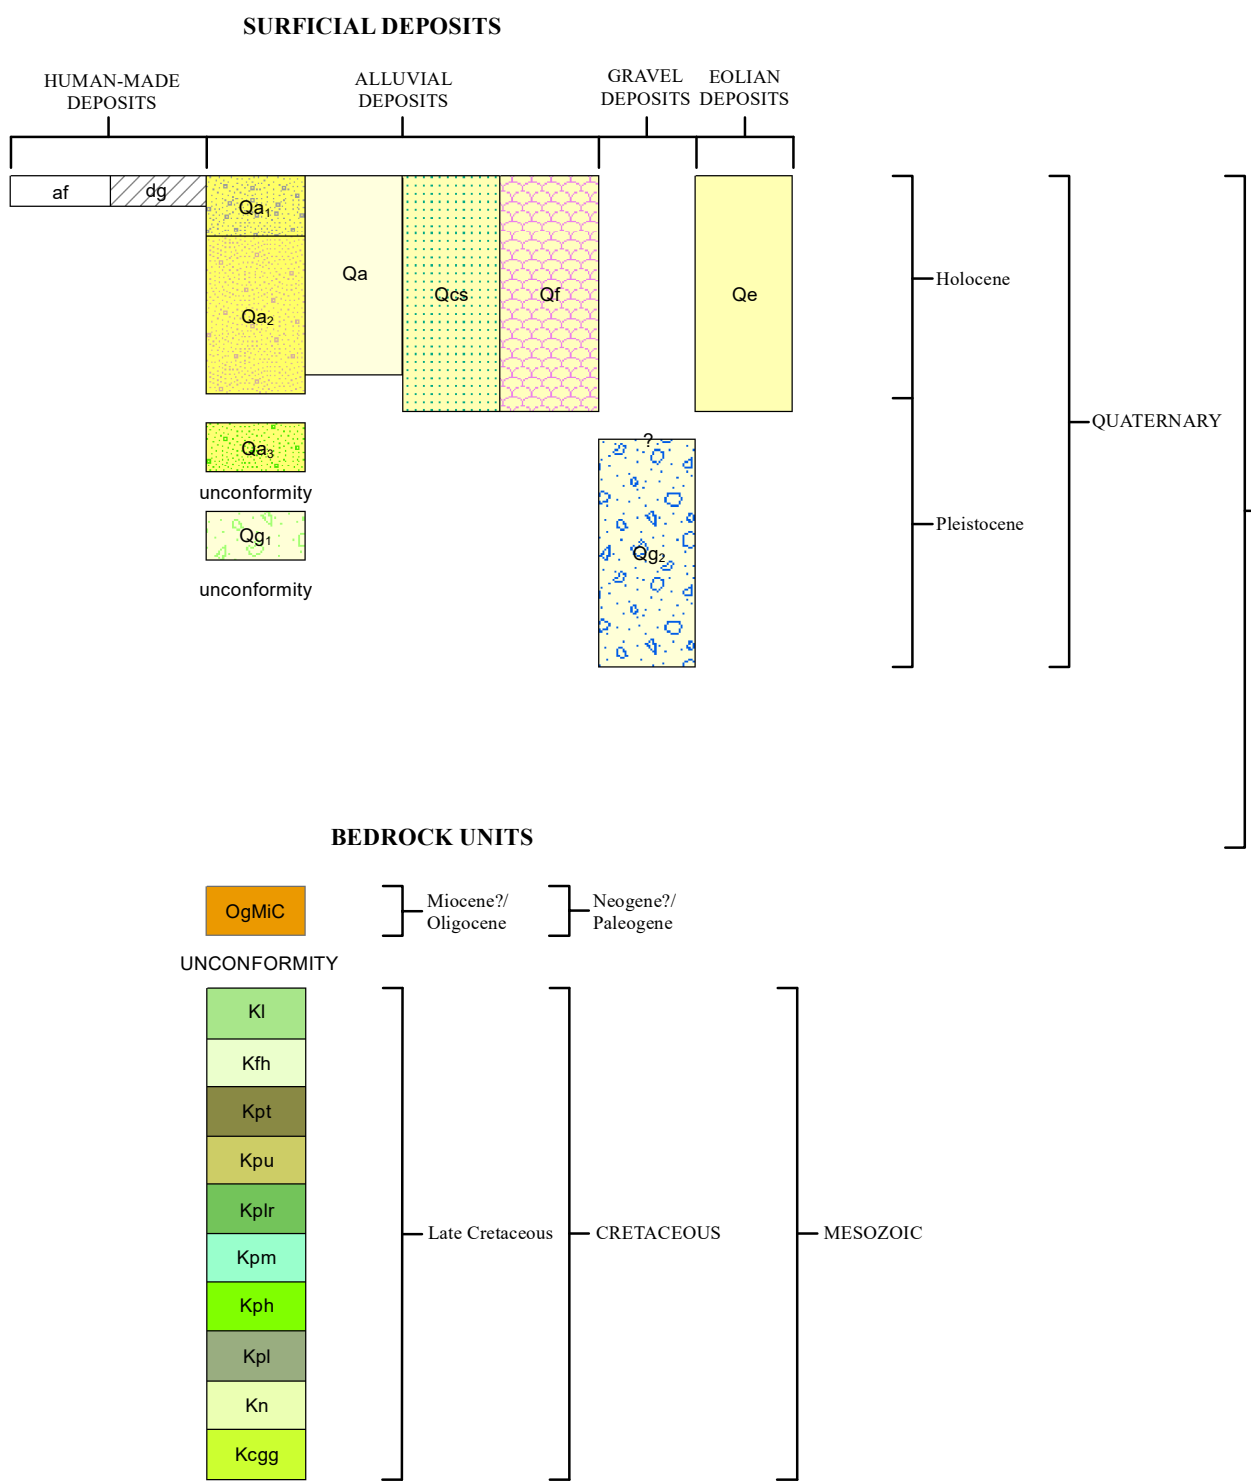 SURFICIAL DEPOSITS
HUMAN-MADE
DEPOSITS
ALLUVIAL
DEPOSITS
GRAVEL
DEPOSITS
EOLIAN
DEPOSITS
af
dg
Qa1
Qa2
Qa
Qcs
Qf
Qe
Holocene
QUATERNARY
Qa3
unconformity
Qg1
unconformity
?
Qg2
Pleistocene
BEDROCK UNITS
OgMiC
Miocene?/
Oligocene
Neogene?/
Paleogene
UNCONFORMITY
Kl
Kfh
Kpt
Kpu
Kplr
Kpm
Kph
Kpl
Kn
Kcgg
Late Cretaceous
CRETACEOUS
MESOZOIC